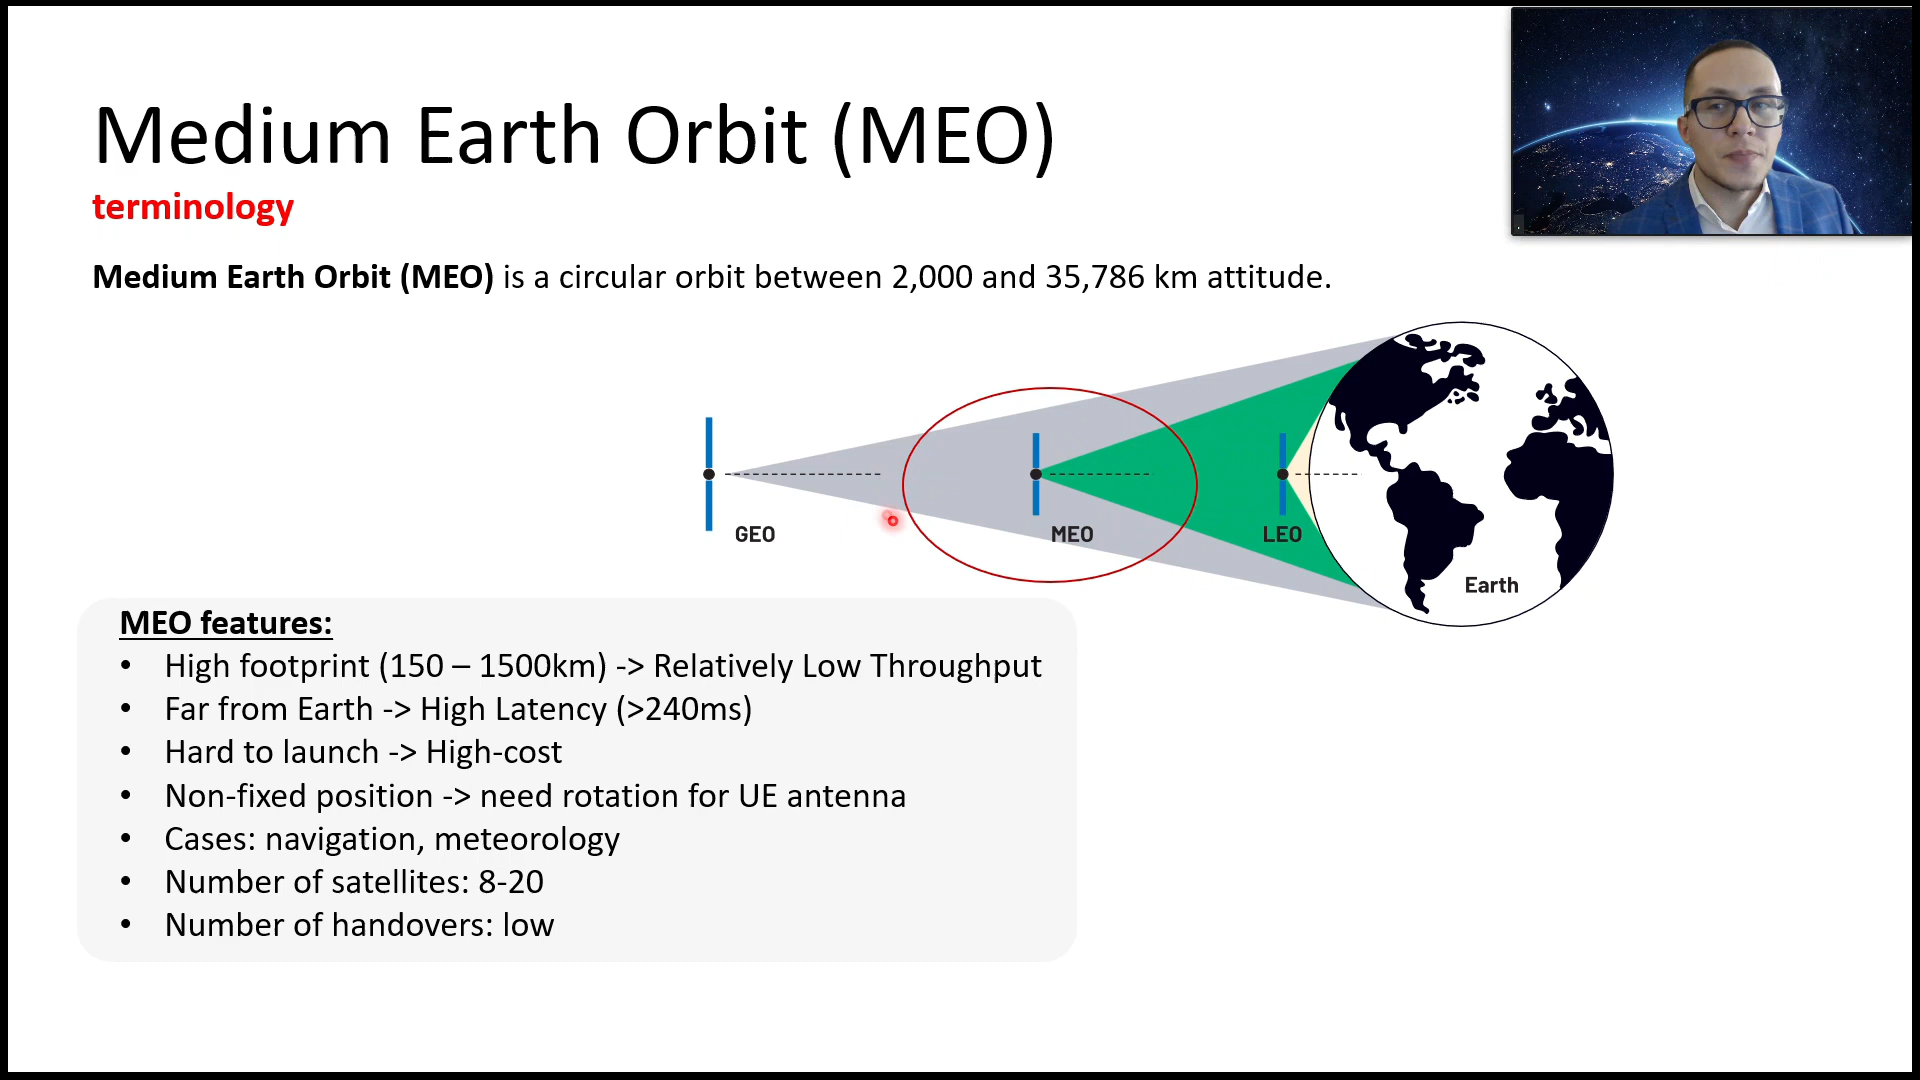 Medium Earth Orbit (MEO)
terminology
Medium Earth Orbit (MEO) is a circular orbit between 2,000 and 35,786 km attitude.
GEO
MEO
LEO
Earth
MEO features:
• High footprint (150 – 1500km) -> Relatively Low Throughput
• Far from Earth -> High Latency (>240ms)
• Hard to launch -> High-cost
• Non-fixed position -> need rotation for UE antenna
• Cases: navigation, meteorology
• Number of satellites: 8-20
• Number of handovers: low